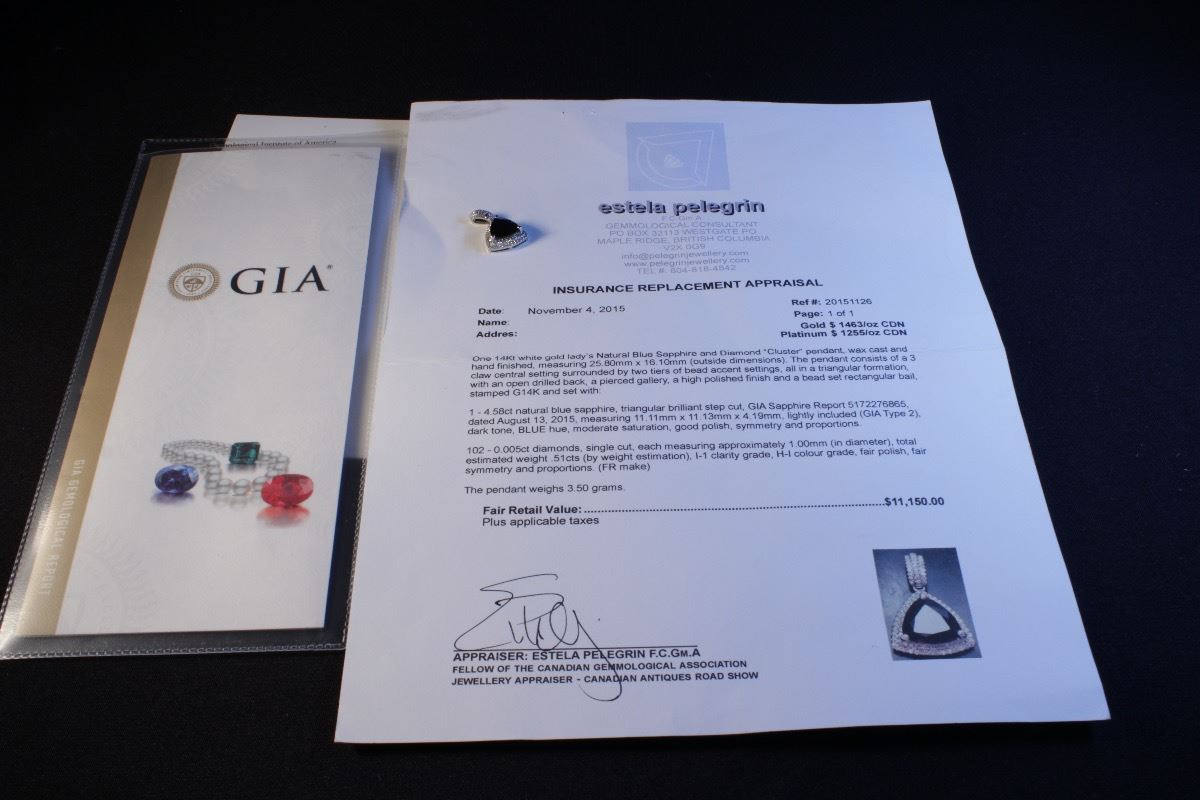 ological Institute of America
GIA
GIA GEMOLOGICAL REPORT
estela pelegrin
F.C.Gm.A
GEMMOLOGICAL CONSULTANT
PO BOX 32113 WESTGATE PO
MAPLE RIDGE, BRITISH COLUMBIA
V2X 0G9
info@pelegrinjewellery.com
www.pelegrinjewellery.com
TEL #: 604-818-4842
INSURANCE REPLACEMENT APPRAISAL
Date: November 4, 2015
Name:
Address:
Ref #: 20151126
Page: 1 of 1
Gold $ 1463/oz CDN
Platinum $ 1255/oz CDN
One 14Kt white gold lady's Natural Blue Sapphire and Diamond "Cluster" pendant, wax cast and
hand finished, measuring 25.80mm x 16.10mm (outside dimensions). The pendant consists of a 3
claw central setting surrounded by two tiers of bead accent settings, all in a triangular formation,
with an open drilled back, a pierced gallery, a high polished finish and a bead set rectangular bail,
stamped G14K and set with:
1 - 4.58ct natural blue sapphire, triangular brilliant step cut, GIA Sapphire Report 5172276865,
dated August 13, 2015, measuring 11.11mm x 11.13mm x 4.19mm, lightly included (GIA Type 2),
dark tone, BLUE hue, moderate saturation, good polish, symmetry and proportions.
102 - 0.005ct diamonds, single cut, each measuring approximately 1.00mm (in diameter), total
estimated weight .51cts (by weight estimation), I-1 clarity grade, H-I colour grade, fair polish, fair
symmetry and proportions. (FR make)
The pendant weighs 3.50 grams.
Fair Retail Value: ...........................................................................$11,150.00
Plus applicable taxes
APPRAISER: ESTELA PELEGRIN F.C.GM.A
FELLOW OF THE CANADIAN GEMMOLOGICAL ASSOCIATION
JEWELLERY APPRAISER - CANADIAN ANTIQUES ROAD SHOW